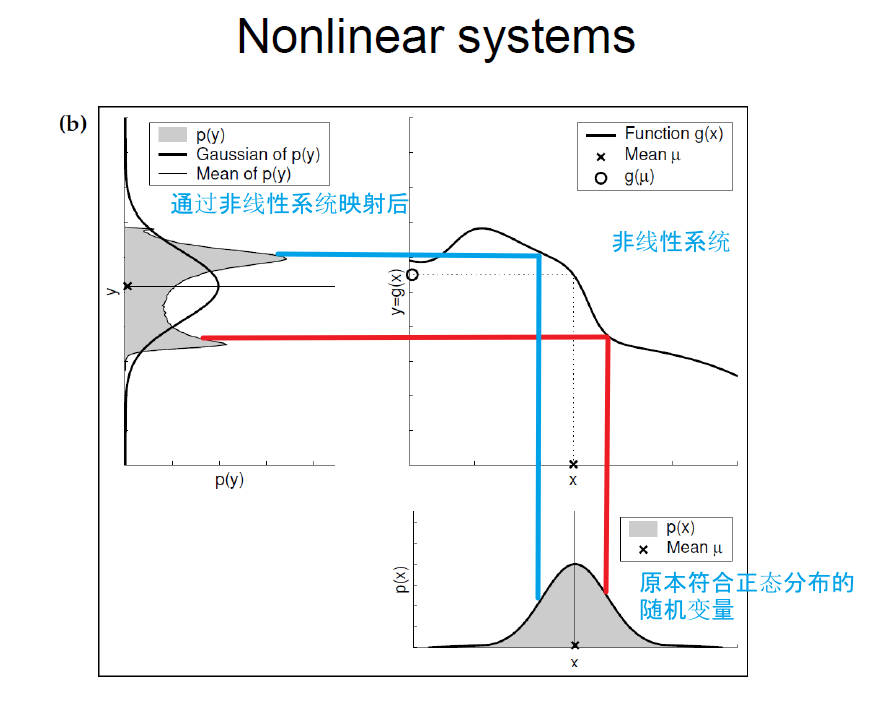 Nonlinear systems
(b)
p(y)
Gaussian of p(y)
Mean of p(y)
通过非线性系统映射后
y
p(y)
Function g(x)
Mean μ
g(μ)
非线性系统
y=g(x)
x
p(x)
Mean μ
p(x)
x
原本符合正态分布的
随机变量